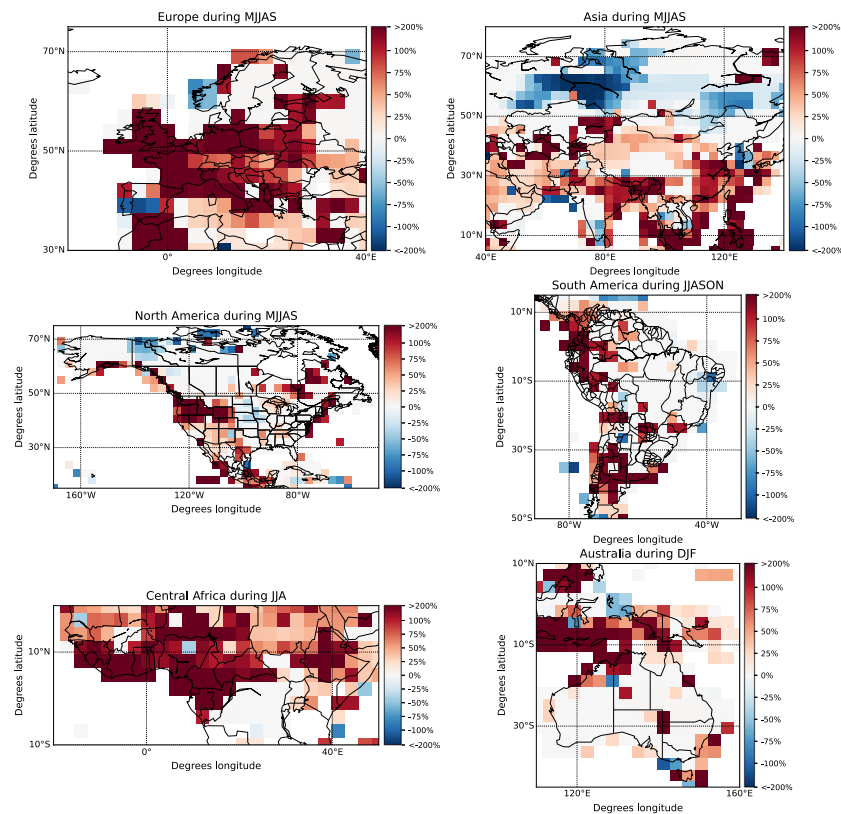 Europe during MJJAS
70°N
50°N
30°N
Degrees latitude
0°
40°E
Degrees longitude
>200%
100%
75%
50%
25%
0%
−25%
−50%
−75%
−100%
<−200%
Asia during MJJAS
70°N
50°N
30°N
10°N
Degrees latitude
40°E
80°E
120°E
Degrees longitude
>200%
100%
75%
50%
25%
0%
−25%
−50%
−75%
−100%
<−200%
North America during MJJAS
70°N
50°N
30°N
Degrees latitude
160°W
120°W
80°W
Degrees longitude
>200%
100%
75%
50%
25%
0%
−25%
−50%
−75%
−100%
<−200%
South America during JJASON
10°N
10°S
30°S
50°S
Degrees latitude
80°W
40°W
Degrees longitude
>200%
100%
75%
50%
25%
0%
−25%
−50%
−75%
−100%
<−200%
Central Africa during JJA
10°N
10°S
Degrees latitude
0°
40°E
Degrees longitude
>200%
100%
75%
50%
25%
0%
−25%
−50%
−75%
−100%
<−200%
Australia during DJF
10°N
10°S
30°S
Degrees latitude
120°E
160°E
Degrees longitude
>200%
100%
75%
50%
25%
0%
−25%
−50%
−75%
−100%
<−200%